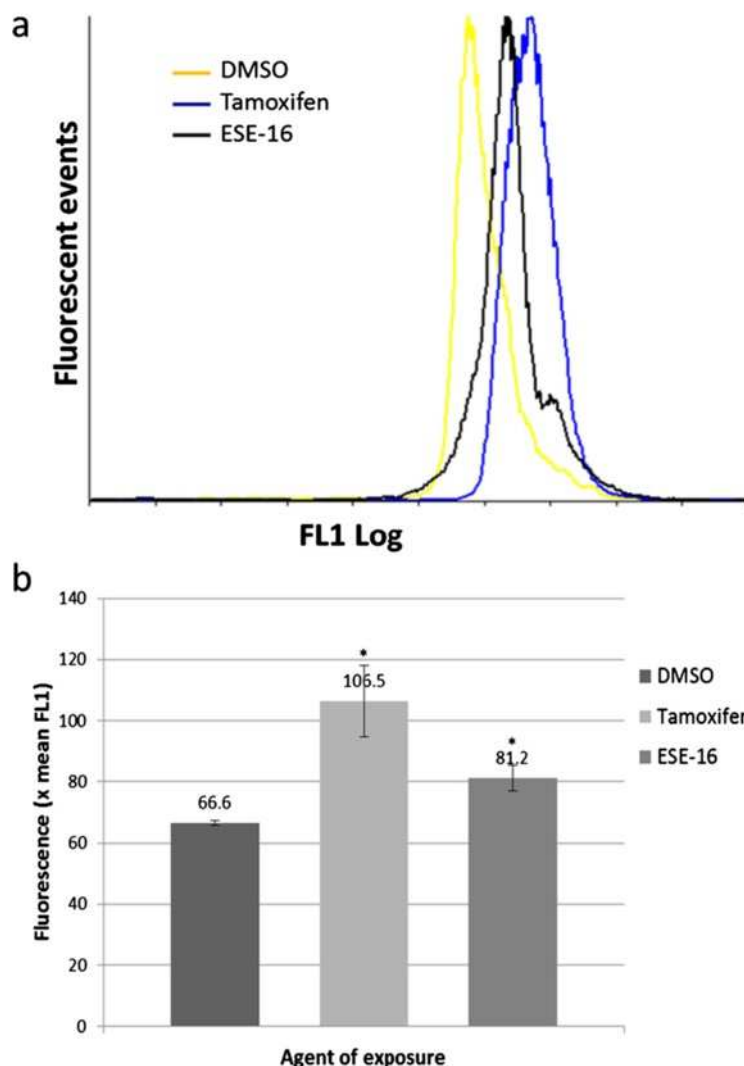 a
DMSO
Tamoxifen
ESE-16
Fluorescent events
FL1 Log
b
140
120
100
80
60
40
20
0
Fluorescence (x mean FL1)
66.6
*
106.5
*
81.2
DMSO
Tamoxifen
ESE-16
Agent of exposure